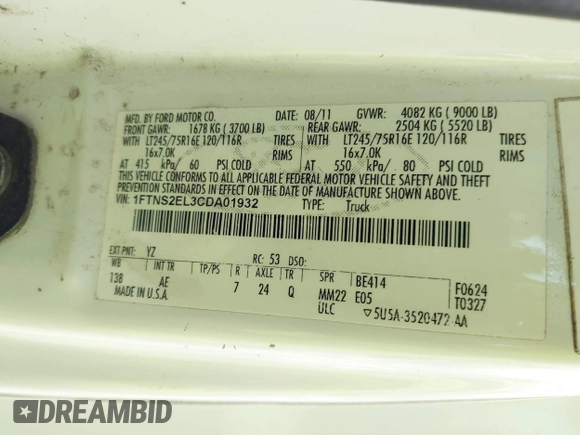 MFD. BY FORD MOTOR CO.
08/11 GVWR: 4082 KG ( 9000 LB)
FRONT GAWR: 1678 KG ( 3700 LB)
REAR GAWR: 2504 KG ( 5520 LB)
LT245/75R16E 120/116R TIRES
WITH
16x7.0K RIMS
WITH LT245/75R16E 120/116R TIRES
16x7.0K RIMS
AT 415 kPa/ 60 PSI COLD
AT 550 kPa/ 80 PSI COLD
THIS VEHICLE CONFORMS TO ALL APPLICABLE FEDERAL MOTOR VEHICLE SAFETY AND THEFT PREVENTION STANDARDS IN EFFECT ON THE DATE OF MANUFACTURE SHOWN ABOVE.
VIN: 1FTNS2EL3CDA01932
TYPE: Truck
EXT PNT: YZ RC: 53 DSO:
WB INT TR TP/PS R AXLE TR SPR BE414 F0624
138 AE 7 24 Q MM22 E05 T0327
MADE IN U.S.A. ULC ▽5U5A-3520472-AA
DREAMBID